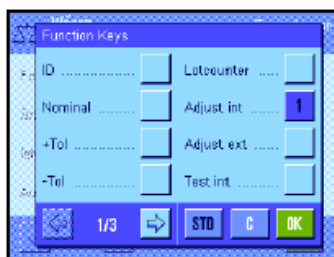 Function Keys
ID ................. Lotcounter .....
Nominal ........... Adjust int ....... 1
+Tol .............. Adjust ext ......
-Tol .............. Test int .........
1/3 STD C OK